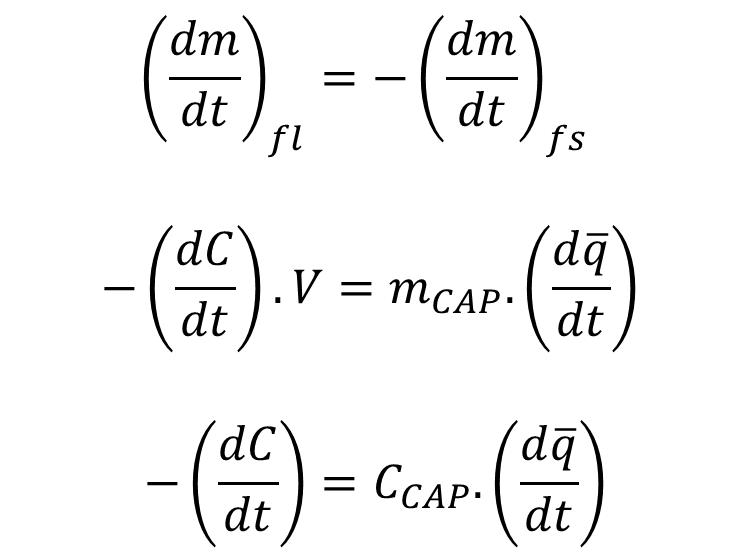 (dm/dt)_fl = −(dm/dt)_fs
−(dC/dt).V = m_CAP.(dq̄/dt)
−(dC/dt) = C_CAP.(dq̄/dt)